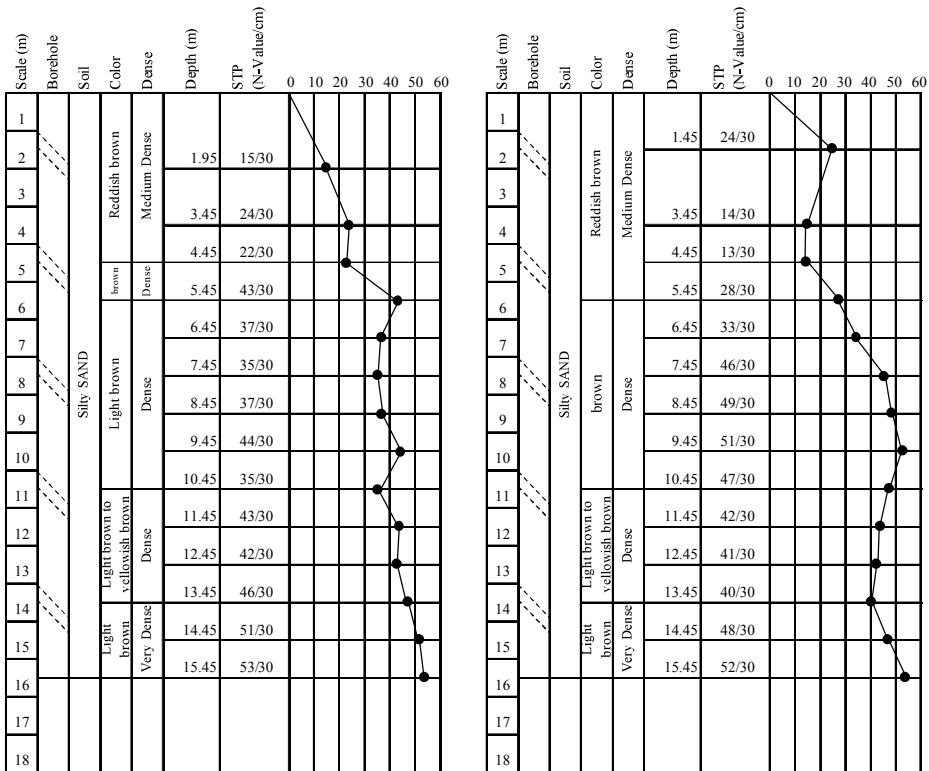 Scale (m) Borehole Soil Color Dense Depth (m) STP (N-Value/cm) 0 10 20 30 40 50 60
1
2
3
4
5
6
7
8
9
10
11
12
13
14
15
16
17
18
Silty SAND
Reddish brown
Medium Dense
brown
Dense
Light brown
Dense
Light brown to
yellowish brown
Dense
Light
brown
Very Dense
1.95 15/30
3.45 24/30
4.45 22/30
5.45 43/30
6.45 37/30
7.45 35/30
8.45 37/30
9.45 44/30
10.45 35/30
11.45 43/30
12.45 42/30
13.45 46/30
14.45 51/30
15.45 53/30
Scale (m) Borehole Soil Color Dense Depth (m) STP (N-Value/cm) 0 10 20 30 40 50 60
1
2
3
4
5
6
7
8
9
10
11
12
13
14
15
16
17
18
Silty SAND
Reddish brown
Medium Dense
brown
Dense
Light brown to
yellowish brown
Dense
Light
brown
Very Dense
1.45 24/30
3.45 14/30
4.45 13/30
5.45 28/30
6.45 33/30
7.45 46/30
8.45 49/30
9.45 51/30
10.45 47/30
11.45 42/30
12.45 41/30
13.45 40/30
14.45 48/30
15.45 52/30